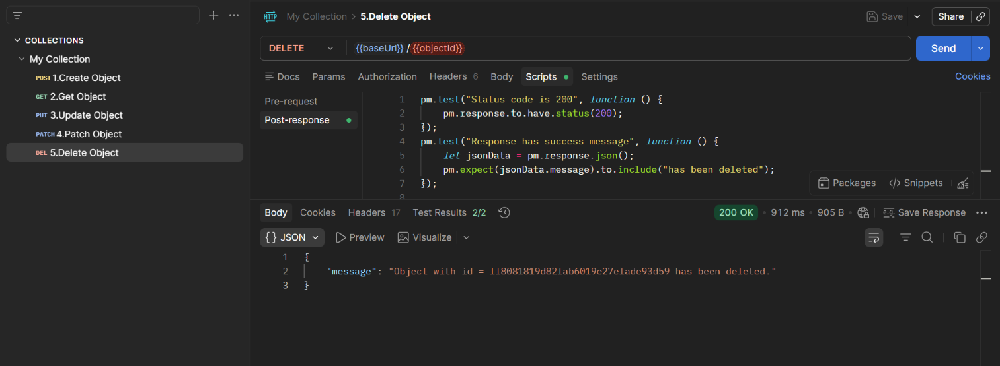 HTTP My Collection > 5.Delete Object Save Share
COLLECTIONS
My Collection
POST 1.Create Object
GET 2.Get Object
PUT 3.Update Object
PATCH 4.Patch Object
DEL 5.Delete Object
DELETE {{baseUrl}} /{{objectId}} Send
Docs Params Authorization Headers 6 Body Scripts Settings Cookies
Pre-request
Post-response
1 pm.test("Status code is 200", function () {
2 pm.response.to.have.status(200);
3 });
4 pm.test("Response has success message", function () {
5 let jsonData = pm.response.json();
6 pm.expect(jsonData.message).to.include("has been deleted");
7 });
8
Packages </> Snippets
Body Cookies Headers 17 Test Results 2/2 200 OK • 912 ms • 905 B • e.g. Save Response
{} JSON Preview Visualize
1 {
2 "message": "Object with id = ff8081819d82fab6019e27efade93d59 has been deleted."
3 }